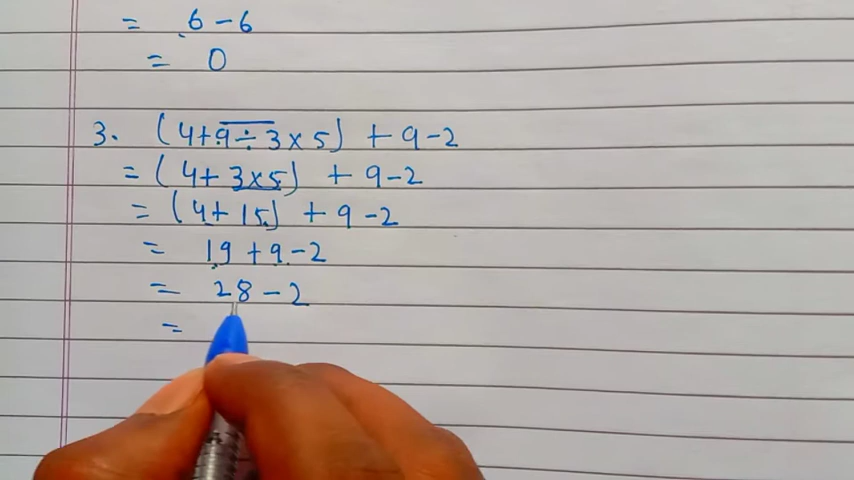 = 6 - 6
= 0
3. (4+9÷3×5) + 9-2
= (4+ 3×5) + 9-2
= (4+ 15) + 9 -2
= 19 + 9 - 2
= 28 - 2
=